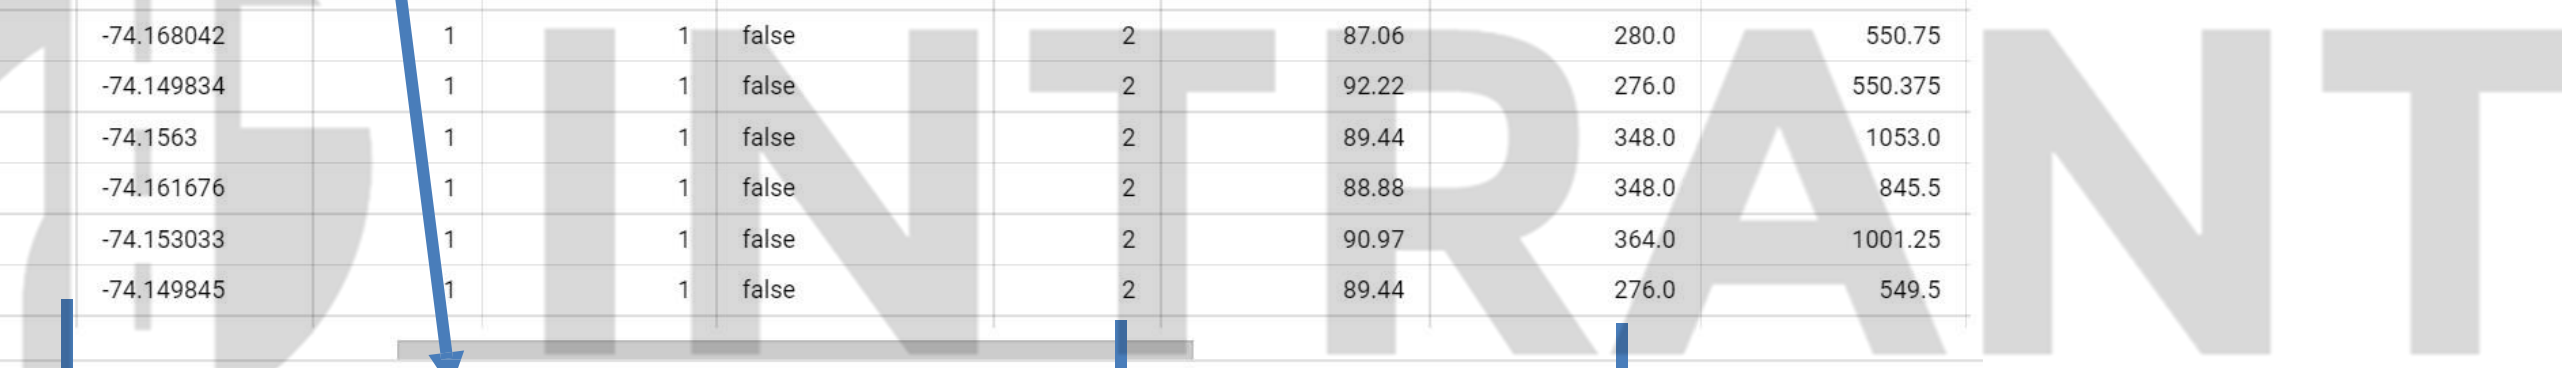 -74.168042 1 1 false 2 87.06 280.0 550.75
-74.149834 1 1 false 2 92.22 276.0 550.375
-74.1563 1 1 false 2 89.44 348.0 1053.0
-74.161676 1 1 false 2 88.88 348.0 845.5
-74.153033 1 1 false 2 90.97 364.0 1001.25
-74.149845 1 1 false 2 89.44 276.0 549.5
INTRANT